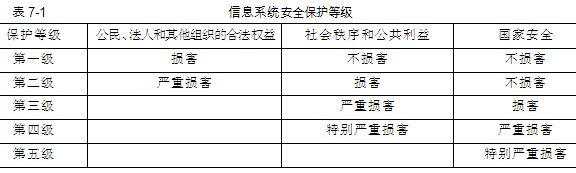 表 7-1 信息系统安全保护等级
保护等级 公民、法人和其他组织的合法权益 社会秩序和公共利益 国家安全
第一级 损害 不损害 不损害
第二级 严重损害 损害 不损害
第三级 严重损害 损害
第四级 特别严重损害 严重损害
第五级 特别严重损害